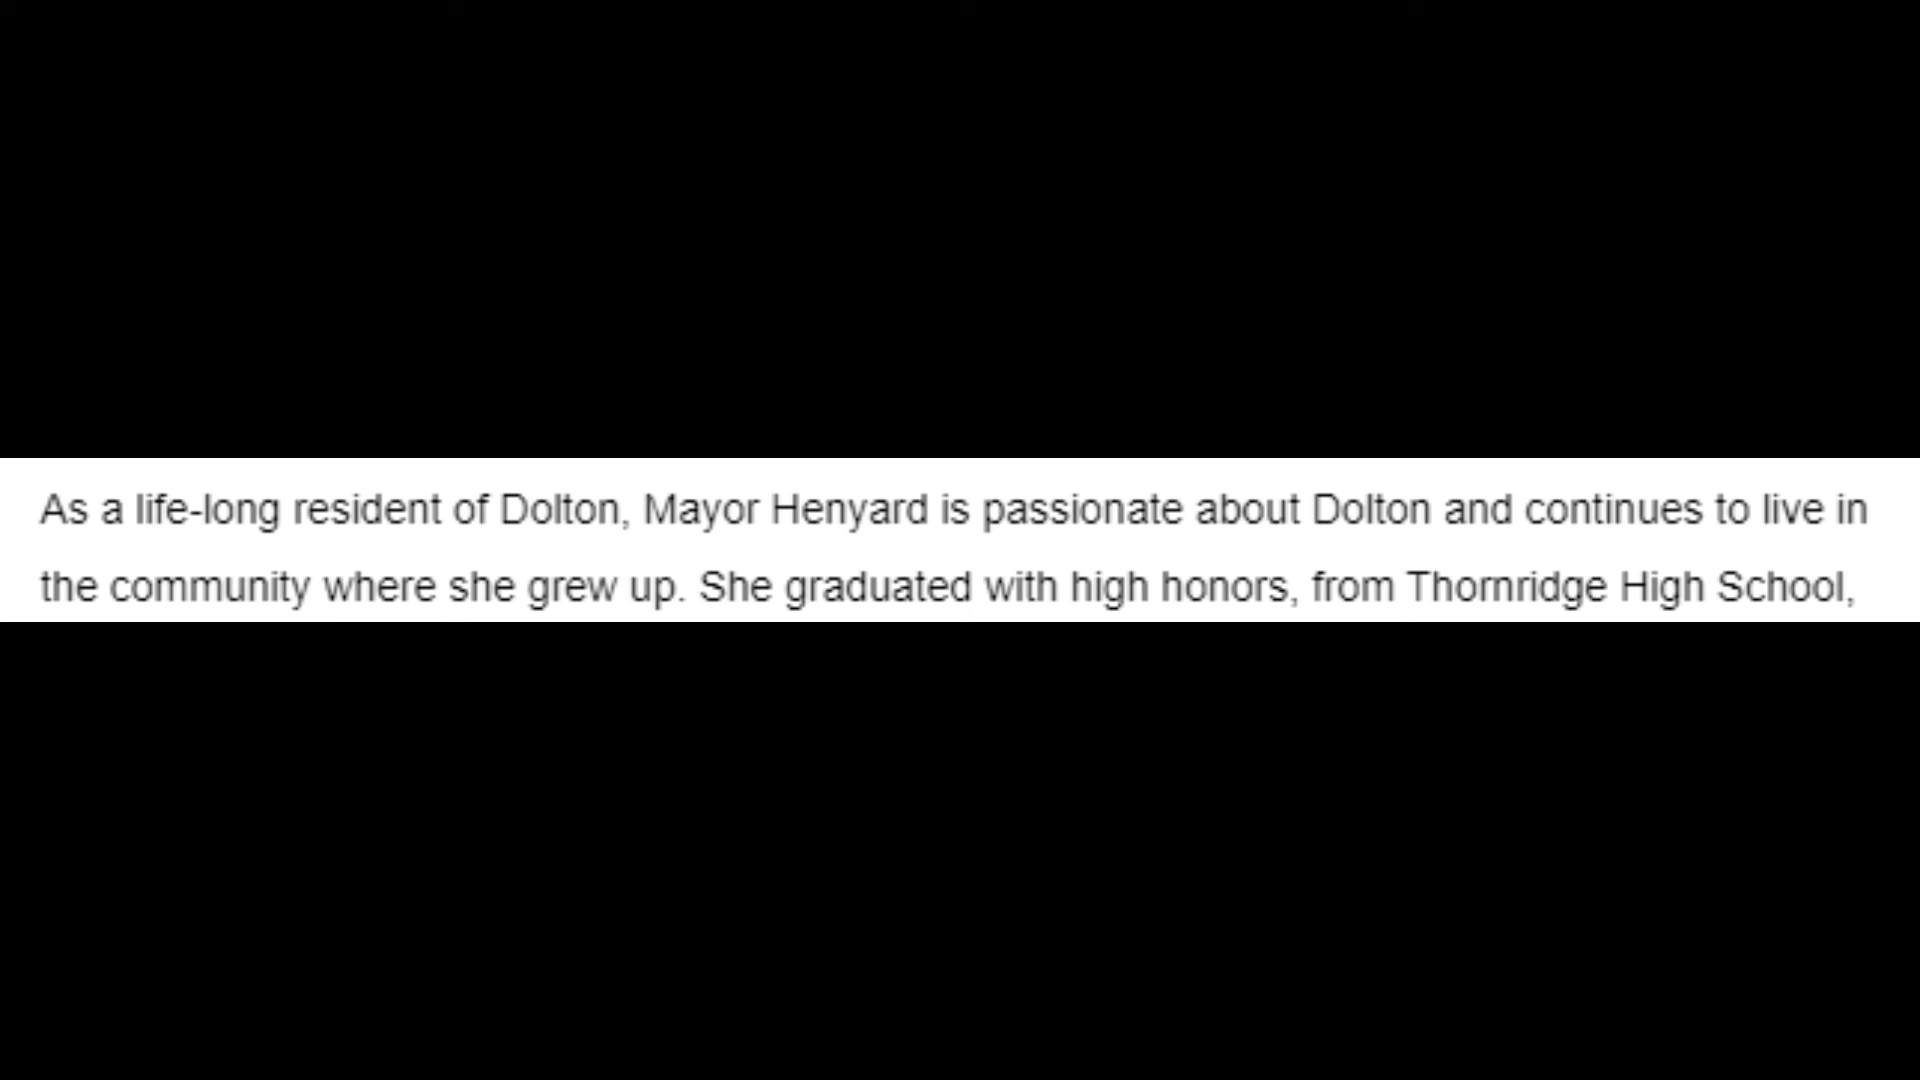 As a life-long resident of Dolton, Mayor Henyard is passionate about Dolton and continues to live in
the community where she grew up. She graduated with high honors, from Thornridge High School,